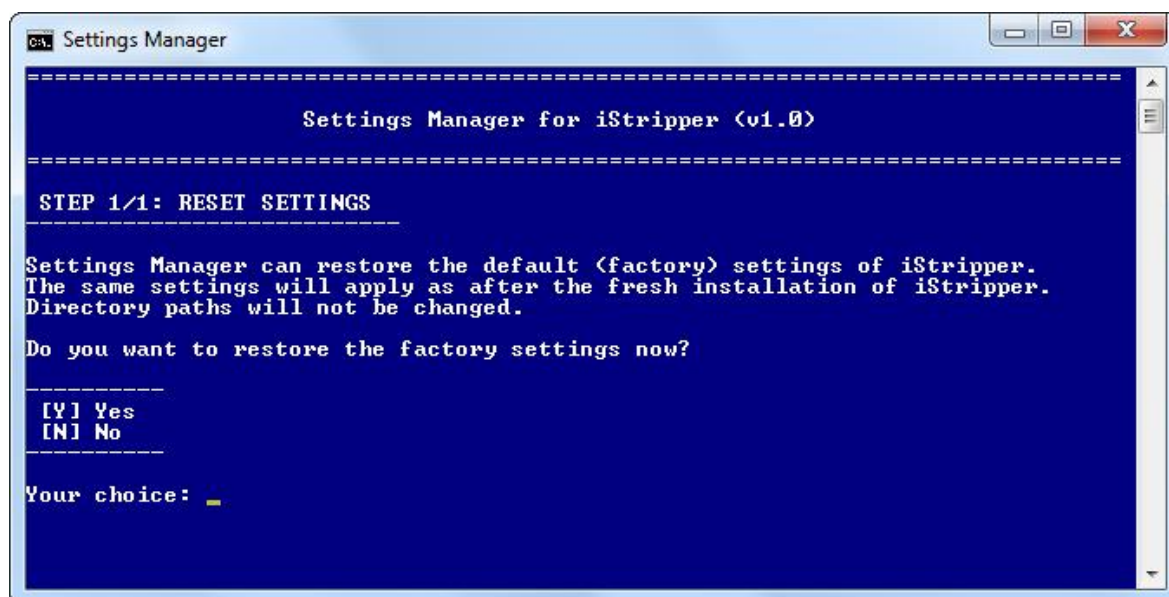 Settings Manager
================================================================================
Settings Manager for iStripper (v1.0)
================================================================================
STEP 1/1: RESET SETTINGS
---------------------------
Settings Manager can restore the default (factory) settings of iStripper.
The same settings will apply as after the fresh installation of iStripper.
Directory paths will not be changed.
Do you want to restore the factory settings now?
----------
[Y] Yes
[N] No
----------
Your choice: _